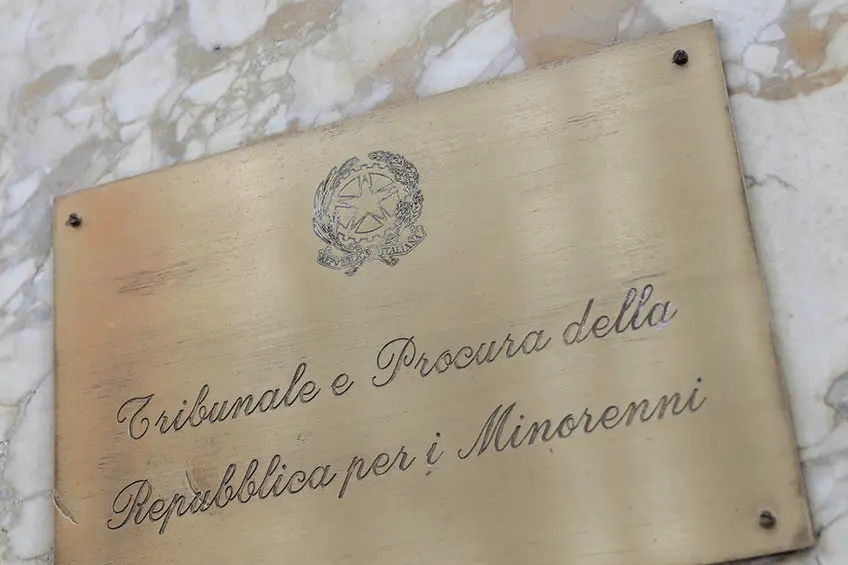 REPVBBLICA ITALIANA
Tribunale e Procura della
Repubblica per i Minorenni